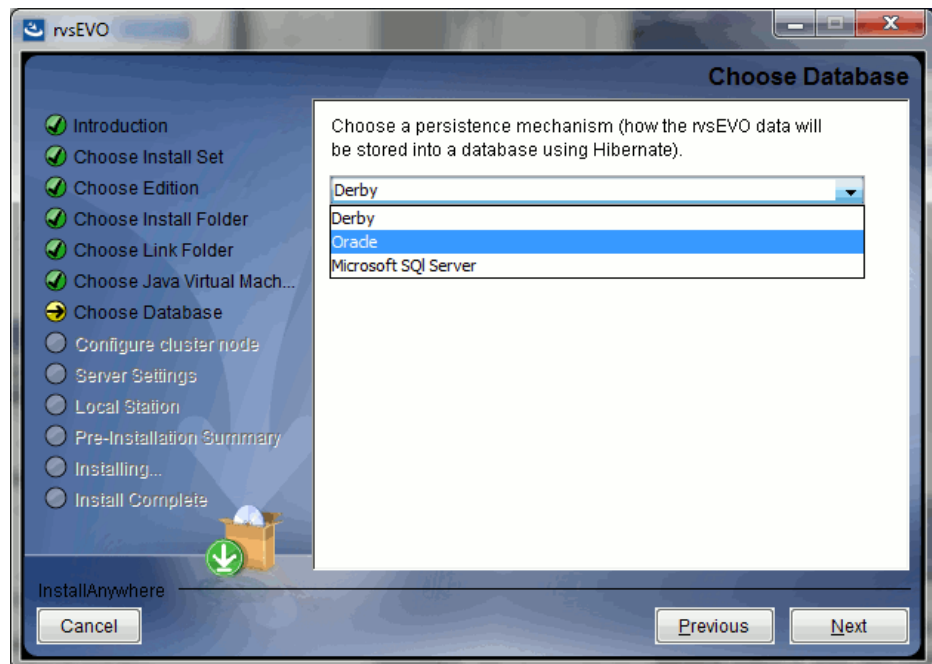 rvsEVO
Choose Database
Introduction
Choose Install Set
Choose Edition
Choose Install Folder
Choose Link Folder
Choose Java Virtual Mach...
Choose Database
Configure cluster node
Server Settings
Local Station
Pre-Installation Summary
Installing...
Install Complete
Choose a persistence mechanism (how the rvsEVO data will
be stored into a database using Hibernate).
Derby
Derby
Oracle
Microsoft SQl Server
InstallAnywhere
Cancel
Previous
Next